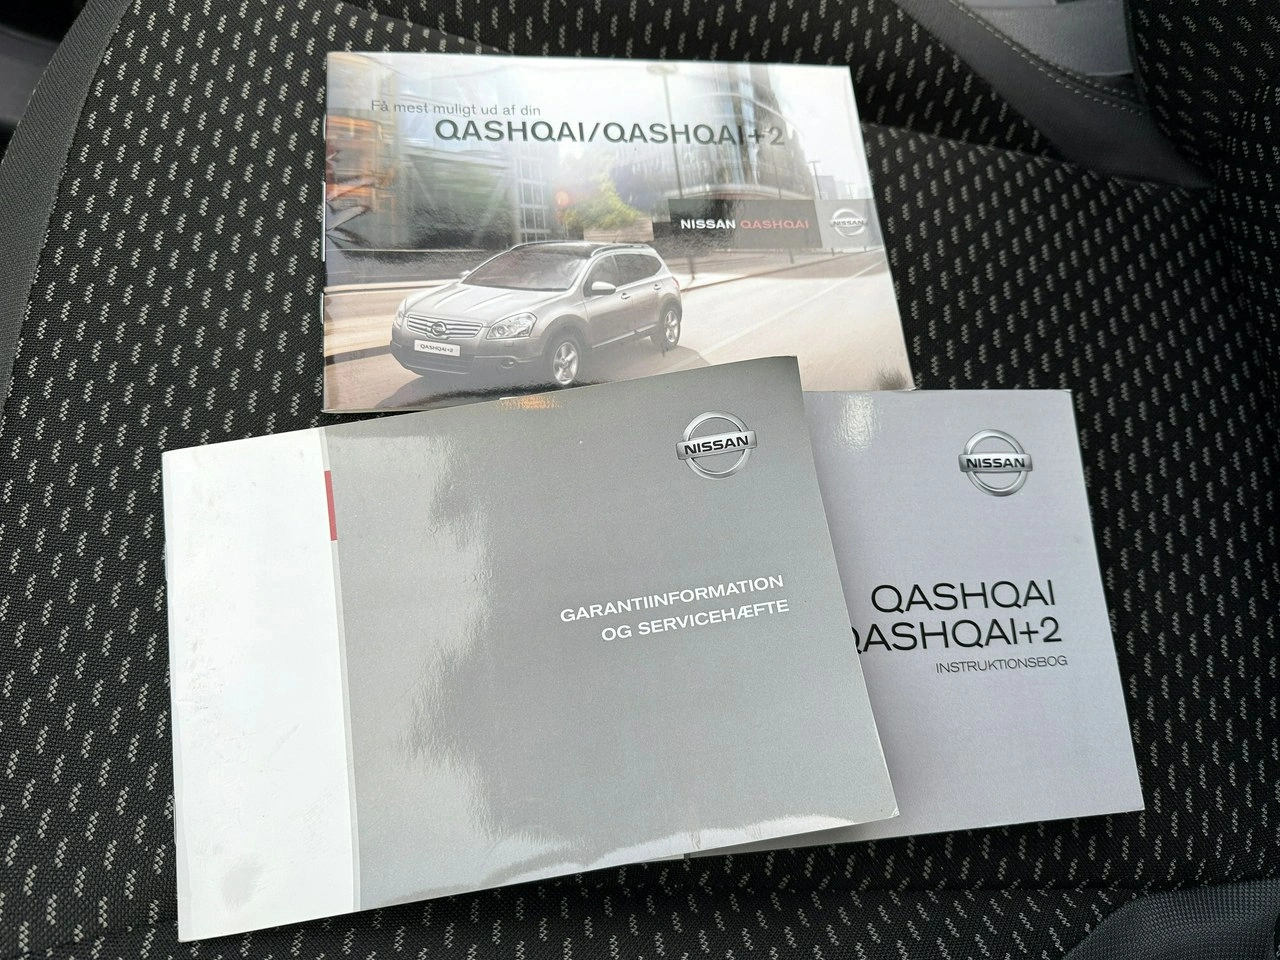 Få mest muligt ud af din
QASHQAI/QASHQAI+2
NISSAN QASHQAI
NISSAN
QASHQAI+2
NISSAN
GARANTIINFORMATION
OG SERVICEHÆFTE
NISSAN
QASHQAI
QASHQAI+2
INSTRUKTIONSBOG